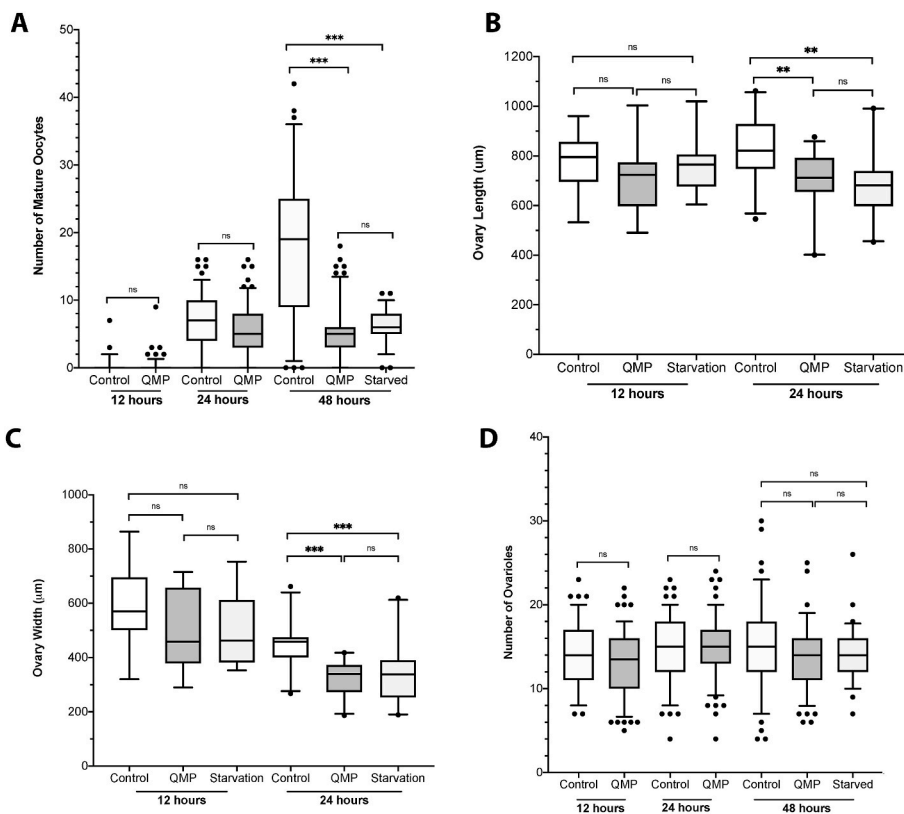 A
Number of Mature Oocytes
50
40
30
20
10
0
ns
ns
***
***
ns
Control QMP Control QMP Control QMP Starved
12 hours 24 hours 48 hours
B
Ovary Length (um)
1200
1000
800
600
400
200
0
ns
ns ns
**
**
ns
Control QMP Starvation Control QMP Starvation
12 hours 24 hours
C
Ovary Width (μm)
1000
800
600
400
200
0
ns
ns
ns
***
***
ns
Control QMP Starvation Control QMP Starvation
12 hours 24 hours
D
Number of Ovarioles
40
30
20
10
0
ns
ns
ns
ns ns
Control QMP Control QMP Control QMP Starved
12 hours 24 hours 48 hours